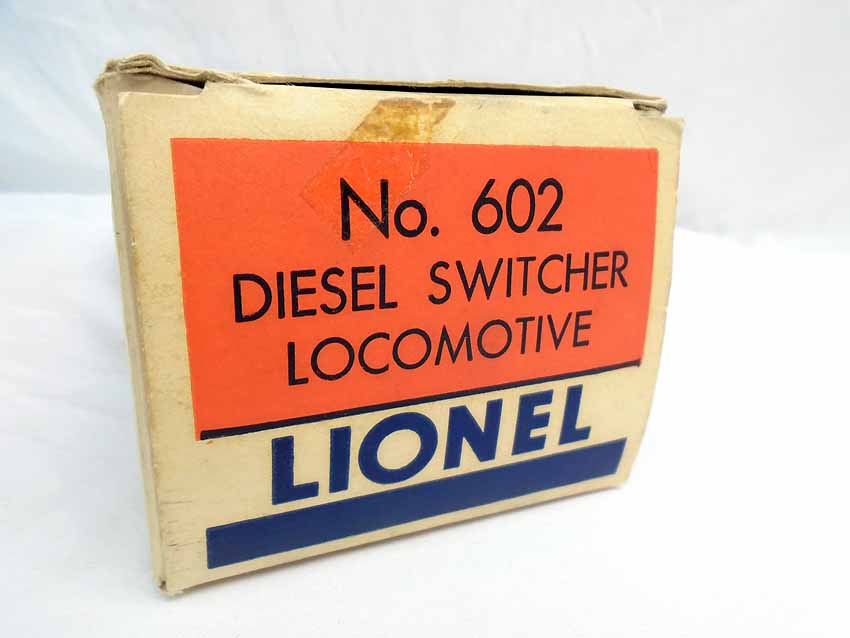 No. 602
DIESEL SWITCHER
LOCOMOTIVE
LIONEL